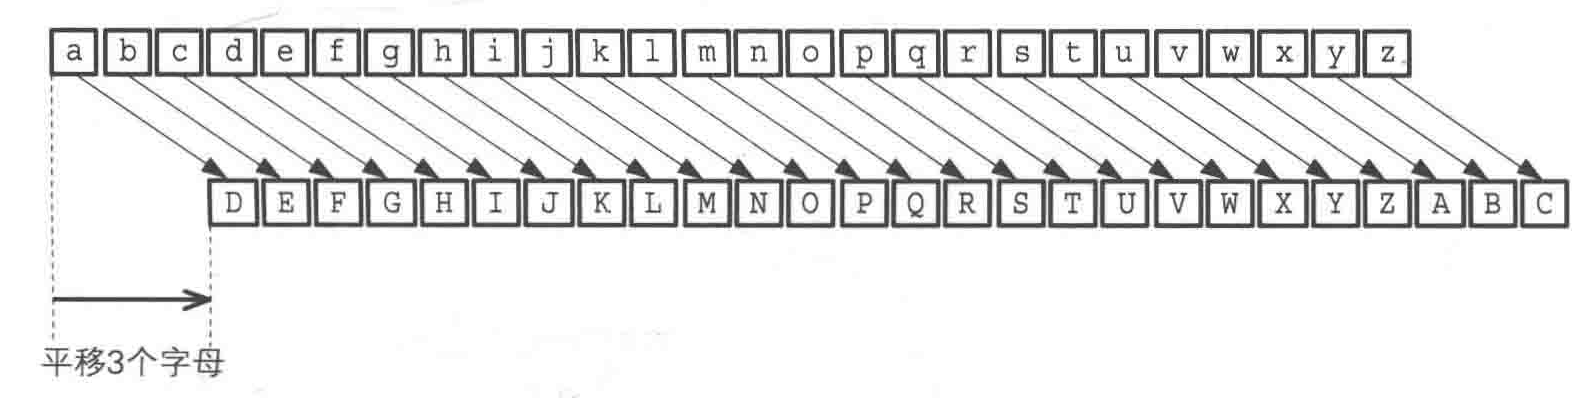 a b c d e f g h i j k l m n o p q r s t u v w x y z
D E F G H I J K L M N O P Q R S T U V W X Y Z A B C
平移3个字母